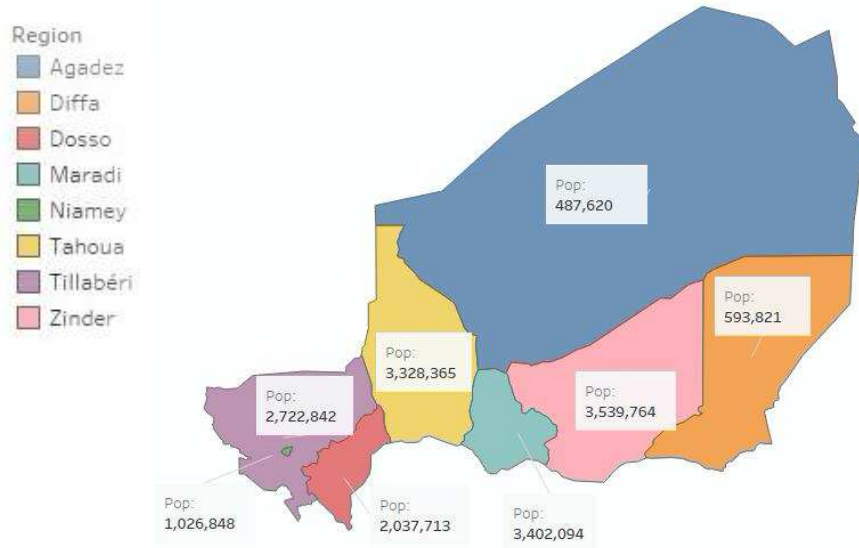 Region
Agadez
Diffa
Dosso
Maradi
Niamey
Tahoua
Tillabéri
Zinder
Pop:
487,620
Pop:
593,821
Pop:
3,328,365
Pop:
3,539,764
Pop:
2,722,842
Pop:
1,026,848
Pop:
2,037,713
Pop:
3,402,094